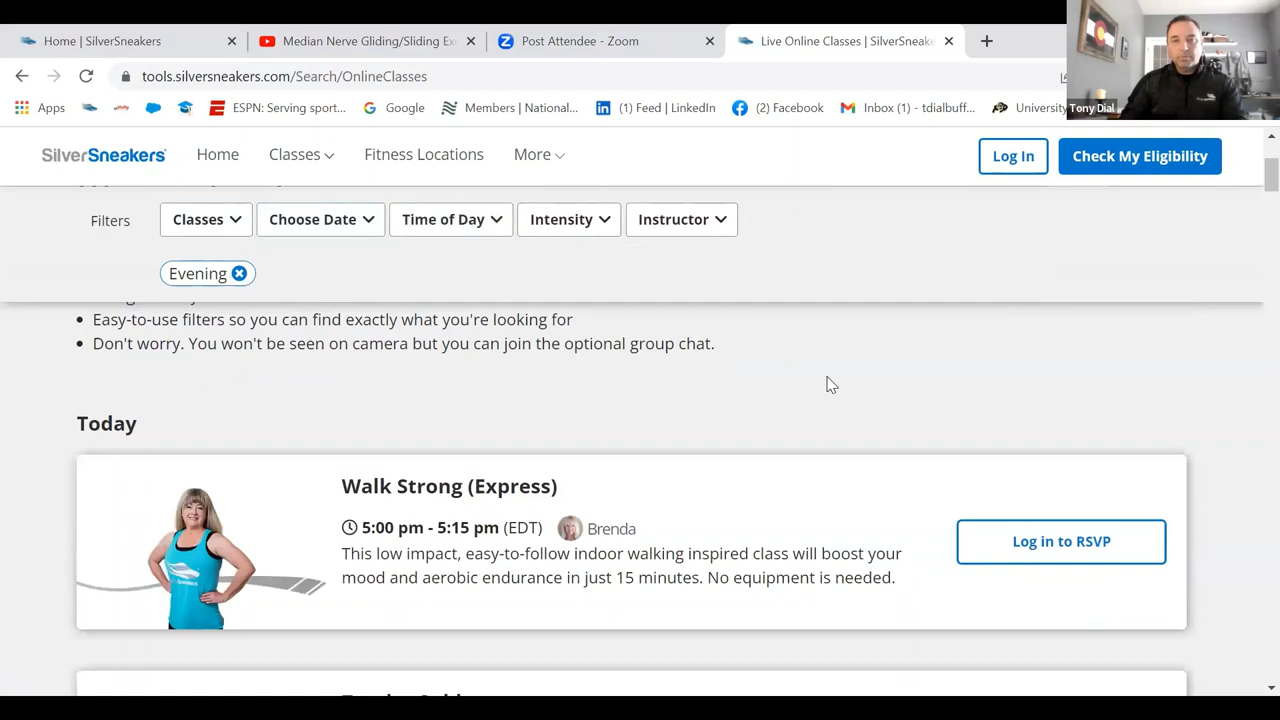 Home | SilverSneakers
Median Nerve Gliding/Sliding Ex
Post Attendee - Zoom
Live Online Classes | SilverSneake
tools.silversneakers.com/Search/OnlineClasses
Apps
ESPN: Serving sport...
Google
Members | National...
(1) Feed | LinkedIn
(2) Facebook
Inbox (1) - tdialbuff...
Tony Dial
SilverSneakers
Home
Classes
Fitness Locations
More
Log In
Check My Eligibility
Filters
Classes
Choose Date
Time of Day
Intensity
Instructor
Evening
• Easy-to-use filters so you can find exactly what you're looking for
• Don't worry. You won't be seen on camera but you can join the optional group chat.
Today
Walk Strong (Express)
5:00 pm - 5:15 pm (EDT) Brenda
This low impact, easy-to-follow indoor walking inspired class will boost your
mood and aerobic endurance in just 15 minutes. No equipment is needed.
Log in to RSVP